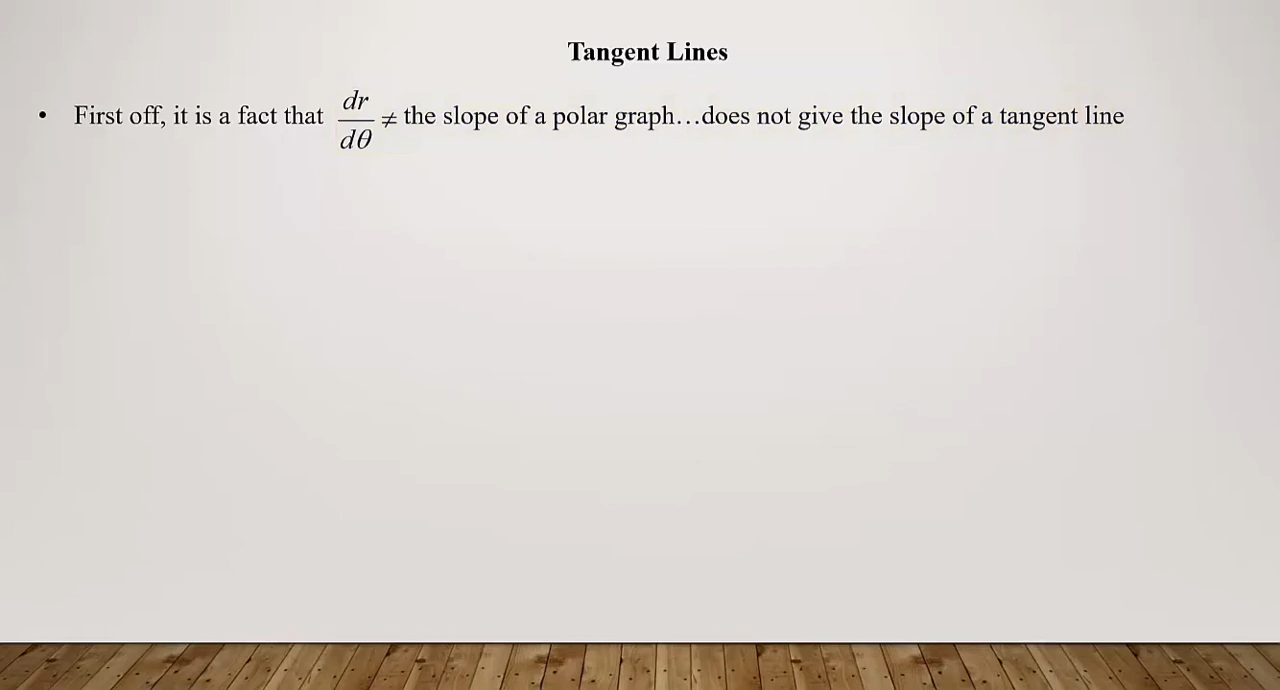 Tangent Lines
• First off, it is a fact that dr/dθ ≠ the slope of a polar graph…does not give the slope of a tangent line